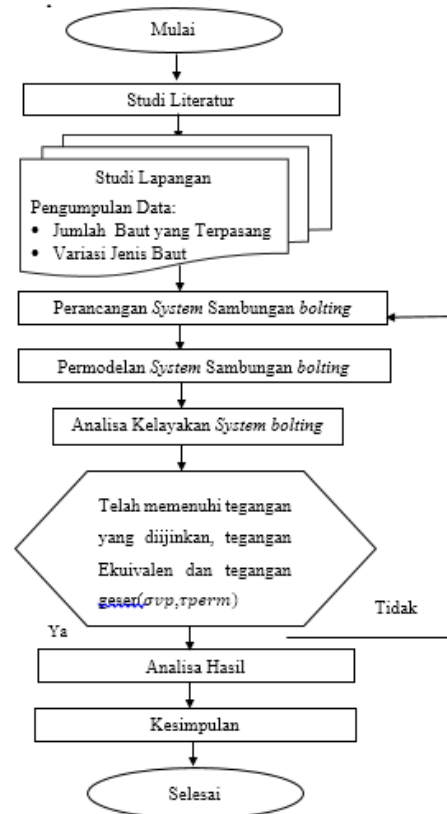 Mulai
Studi Literatur
Studi Lapangan
Pengumpulan Data:
• Jumlah Baut yang Terpasang
• Variasi Jenis Baut
Perancangan System Sambungan bolting
Permodelan System Sambungan bolting
Analisa Kelayakan System bolting
Telah memenuhi tegangan
yang diijinkan, tegangan
Ekuivalen dan tegangan
geser(σvp,τperm)
Tidak
Ya
Analisa Hasil
Kesimpulan
Selesai